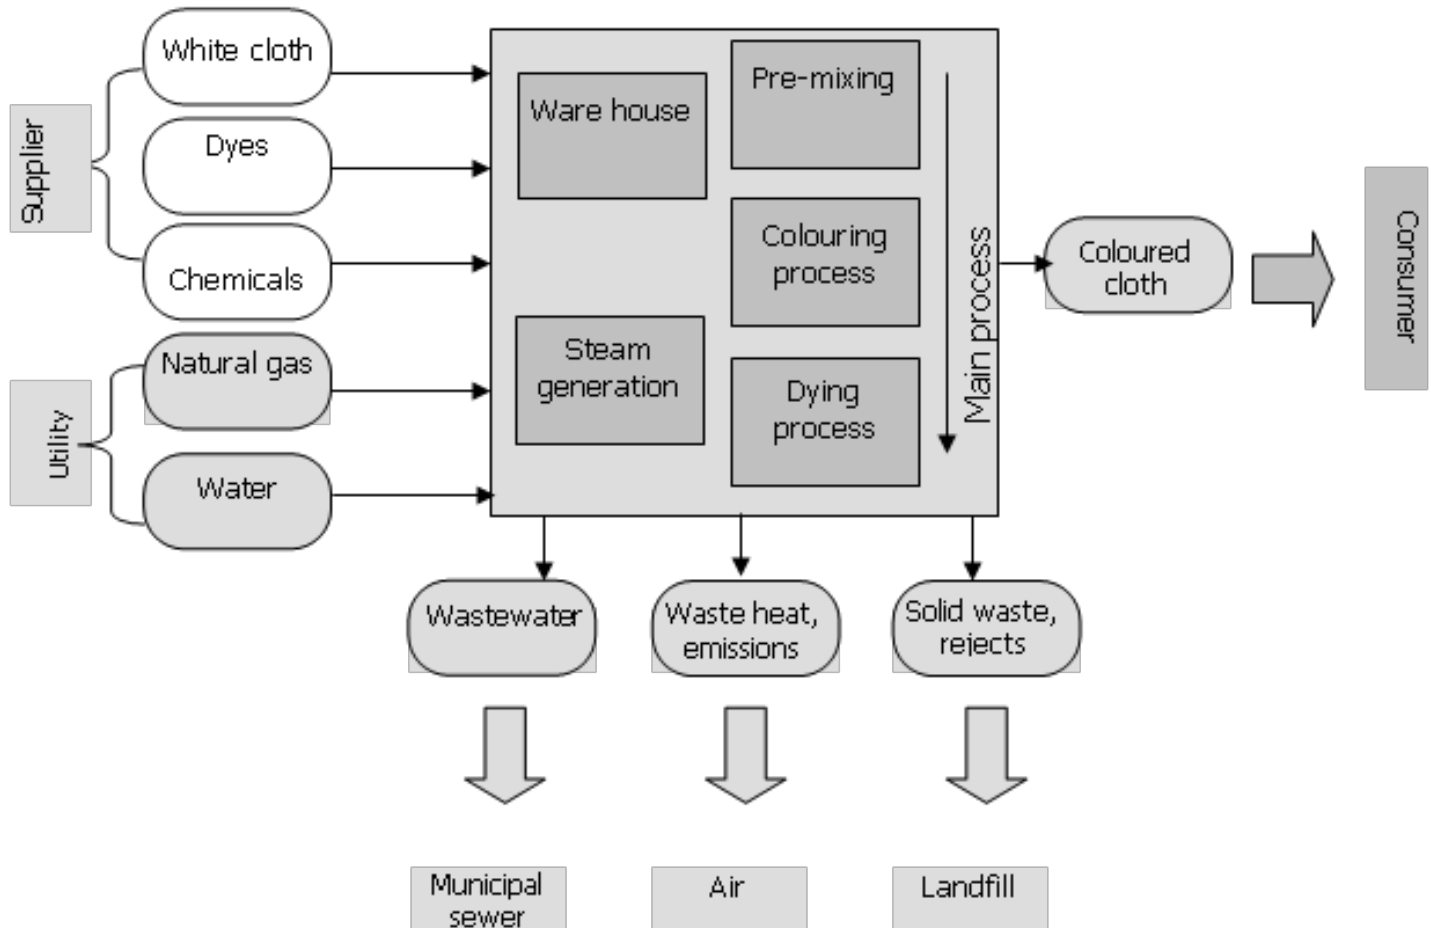 Supplier
White cloth
Dyes
Chemicals
Utility
Natural gas
Water
Ware house
Steam
generation
Pre-mixing
Colouring
process
Dying
process
Main process
Coloured
cloth
Consumer
Wastewater
Waste heat,
emissions
Solid waste,
rejects
Municipal
sewer
Air
Landfill